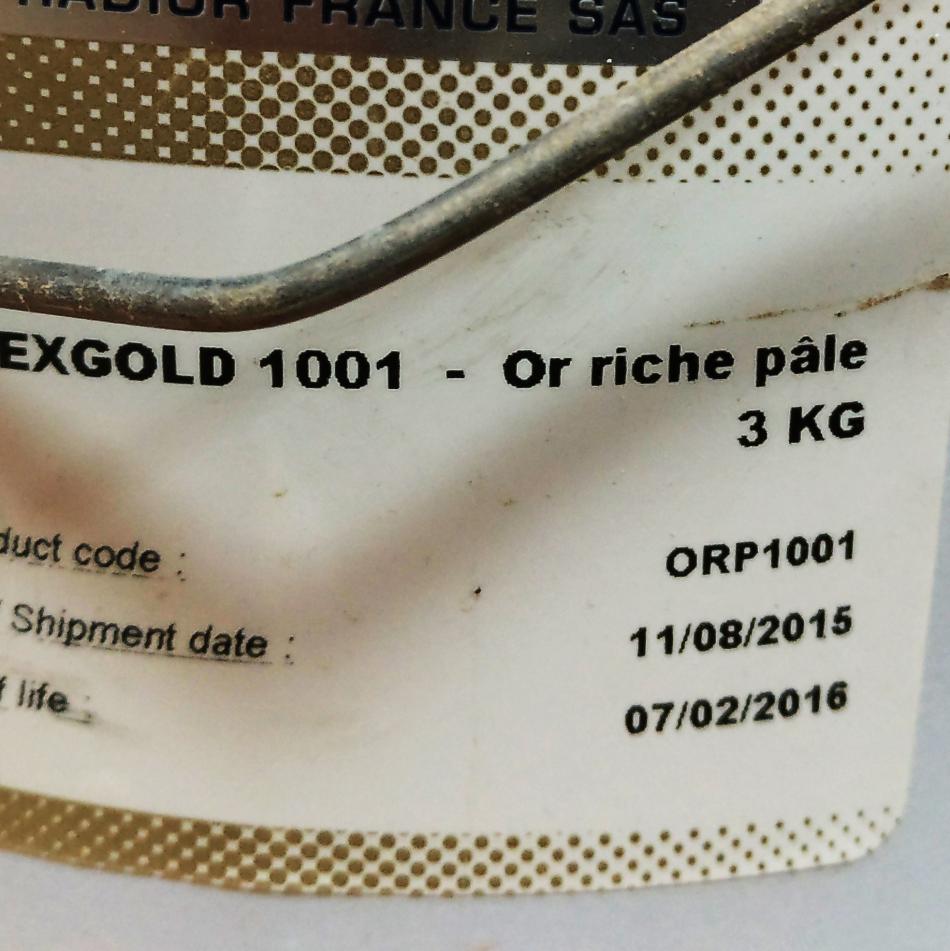 RADIOR FRANCE SAS
EXGOLD 1001 - Or riche pâle
3 KG
duct code : ORP1001
/ Shipment date : 11/08/2015
f life : 07/02/2016